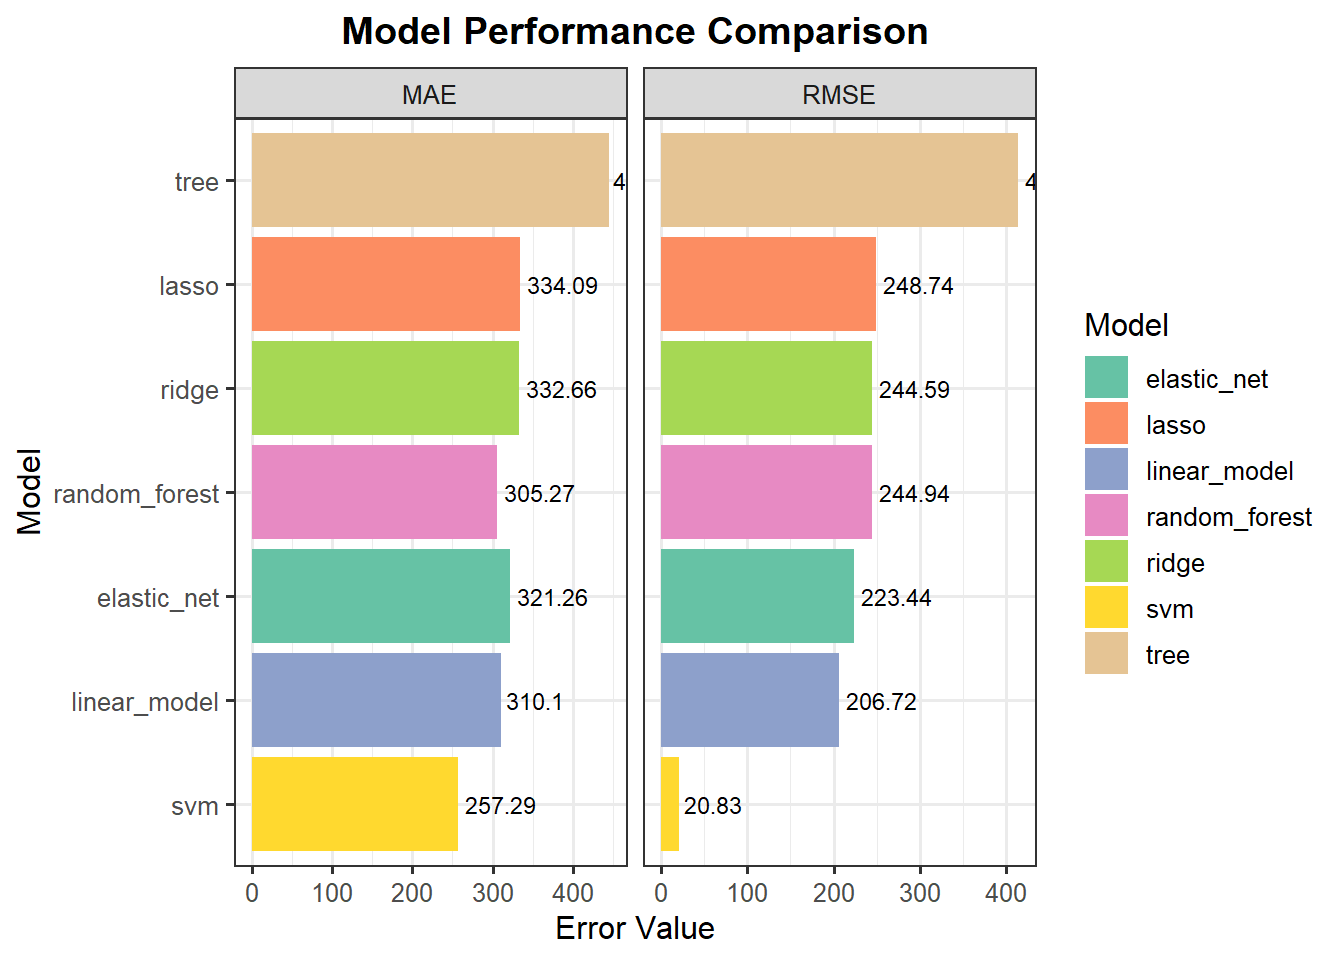 Model Performance Comparison
MAE
RMSE
Model
tree
lasso
ridge
random_forest
elastic_net
linear_model
svm
4
334.09
332.66
305.27
321.26
310.1
257.29
4
248.74
244.59
244.94
223.44
206.72
20.83
0 100 200 300 400
0 100 200 300 400
Error Value
Model
elastic_net
lasso
linear_model
random_forest
ridge
svm
tree